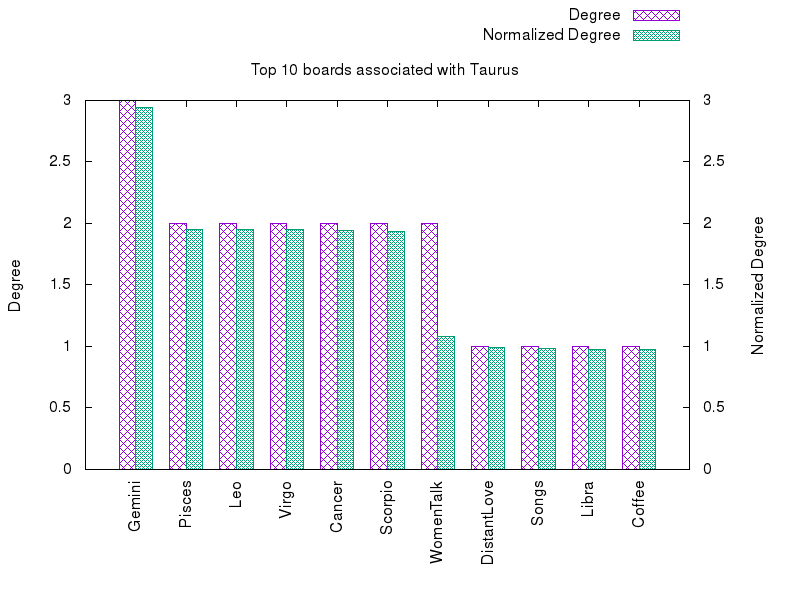 Degree
Normalized Degree
Top 10 boards associated with Taurus
3
2.5
2
1.5
1
0.5
0
3
2.5
2
1.5
1
0.5
0
Degree
Normalized Degree
Gemini
Pisces
Leo
Virgo
Cancer
Scorpio
WomenTalk
DistantLove
Songs
Libra
Coffee